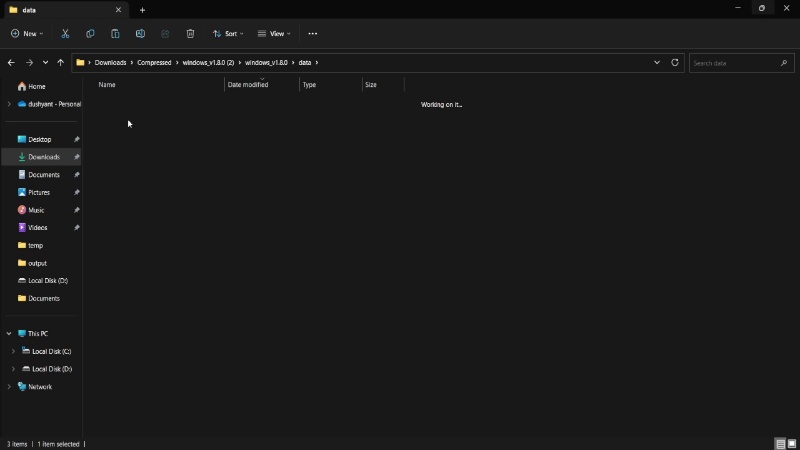 data
New
Sort
View
Downloads > Compressed > windows_v1.8.0 (2) > windows_v1.8.0 > data >
Search data
Name
Date modified
Type
Size
Working on it...
Home
dushyant - Personal
Desktop
Downloads
Documents
Pictures
Music
Videos
temp
output
Local Disk (D:)
Documents
This PC
Local Disk (C:)
Local Disk (D:)
Network
3 items | 1 item selected |